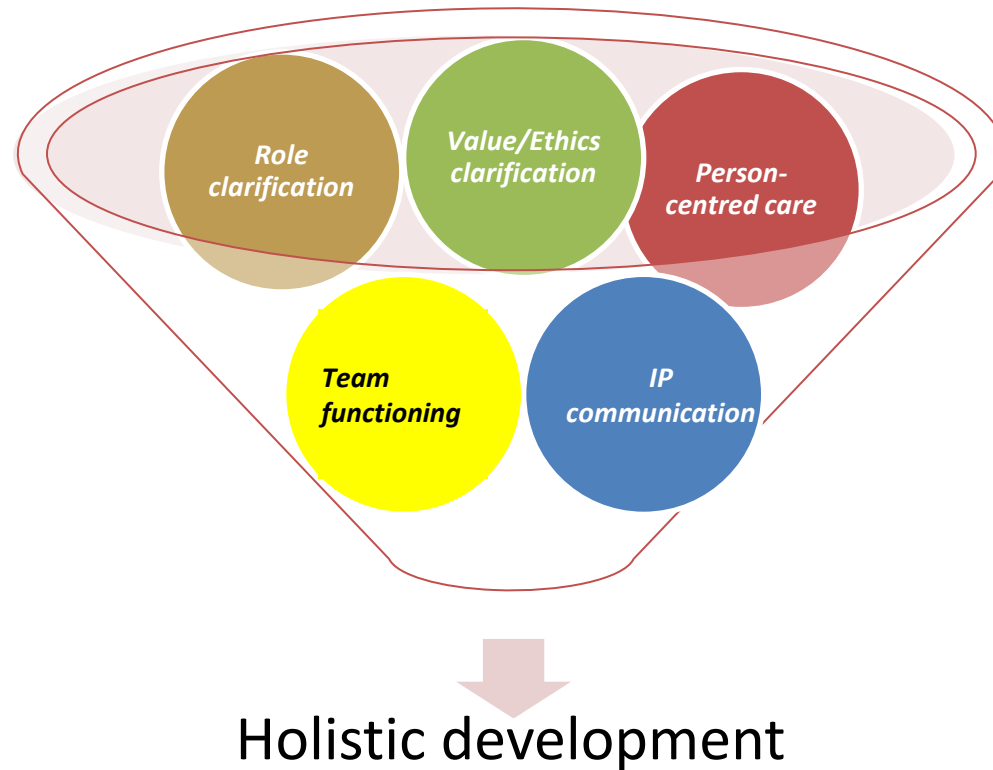 Role
clarification
Value/Ethics
clarification
Person-
centred care
Team
functioning
IP
communication
Holistic development